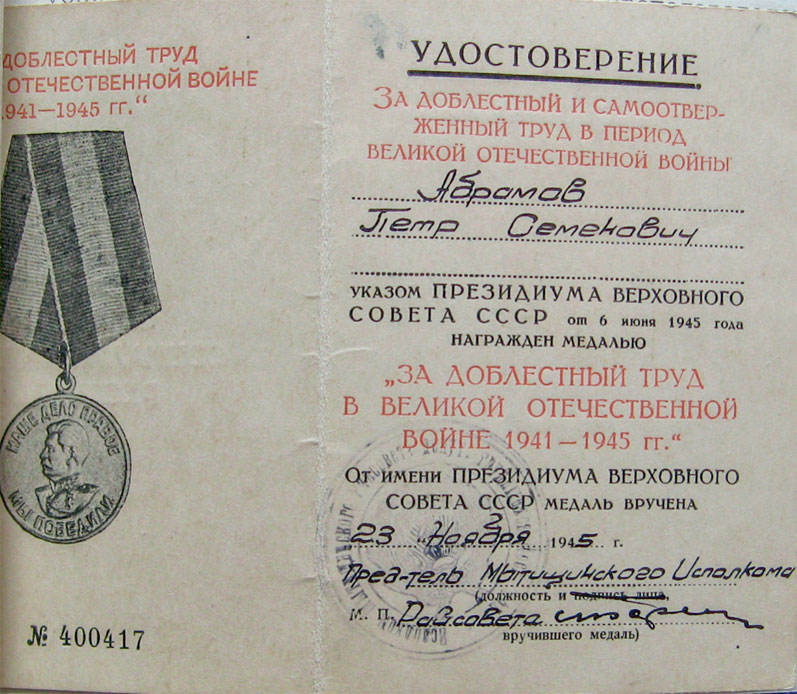 ДОБЛЕСТНЫЙ ТРУД
ОТЕЧЕСТВЕННОЙ ВОЙНЕ
941—1945 гг.“
НАШЕ ДЕЛО ПРАВОЕ
МЫ ПОБЕДИЛИ
№ 400417
УДОСТОВЕРЕНИЕ
ЗА ДОБЛЕСТНЫЙ И САМООТВЕР-
ЖЕННЫЙ ТРУД В ПЕРИОД
ВЕЛИКОЙ ОТЕЧЕСТВЕННОЙ ВОЙНЫ
Абрамов
Петр Семенович
указом ПРЕЗИДИУМА ВЕРХОВНОГО
СОВЕТА СССР от 6 июня 1945 года
НАГРАЖДЕН МЕДАЛЬЮ
„ЗА ДОБЛЕСТНЫЙ ТРУД
В ВЕЛИКОЙ ОТЕЧЕСТВЕННОЙ
ВОЙНЕ 1941—1945 гг.“
От имени ПРЕЗИДИУМА ВЕРХОВНОГО
СОВЕТА СССР МЕДАЛЬ ВРУЧЕНА
23 „Ноября 1945 г.
Пред-тель Мытищинского Исполкома
(должность и подпись лица,
М. П. Райсовета
вручившего медаль)